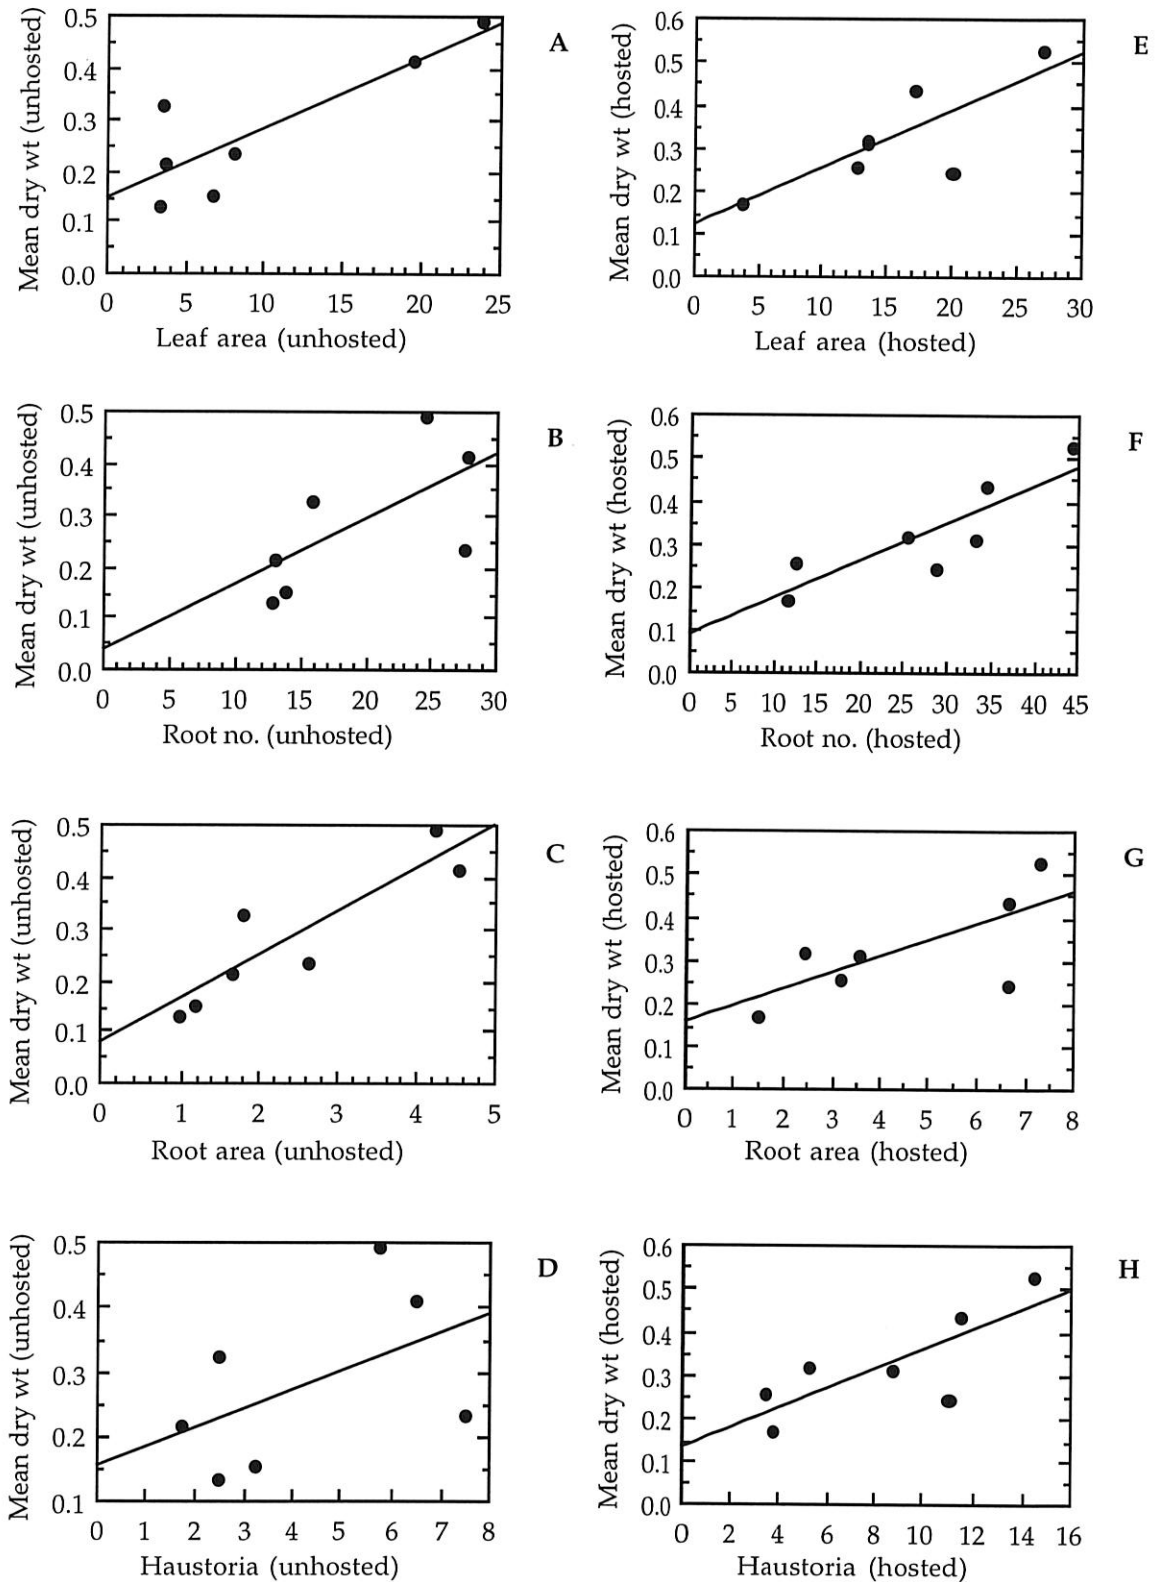 Mean dry wt (unhosted)
0.5
0.4
0.3
0.2
0.1
0.0
0 5 10 15 20 25
Leaf area (unhosted)
A
Mean dry wt (hosted)
0.6
0.5
0.4
0.3
0.2
0.1
0.0
0 5 10 15 20 25 30
Leaf area (hosted)
E
Mean dry wt (unhosted)
0.5
0.4
0.3
0.2
0.1
0.0
0 5 10 15 20 25 30
Root no. (unhosted)
B
Mean dry wt (hosted)
0.6
0.5
0.4
0.3
0.2
0.1
0.0
0 5 10 15 20 25 30 35 40 45
Root no. (hosted)
F
Mean dry wt (unhosted)
0.5
0.4
0.3
0.2
0.1
0.0
0 1 2 3 4 5
Root area (unhosted)
C
Mean dry wt (hosted)
0.6
0.5
0.4
0.3
0.2
0.1
0.0
0 1 2 3 4 5 6 7 8
Root area (hosted)
G
Mean dry wt (unhosted)
0.5
0.4
0.3
0.2
0.1
0 1 2 3 4 5 6 7 8
Haustoria (unhosted)
D
Mean dry wt (hosted)
0.6
0.5
0.4
0.3
0.2
0.1
0.0
0 2 4 6 8 10 12 14 16
Haustoria (hosted)
H